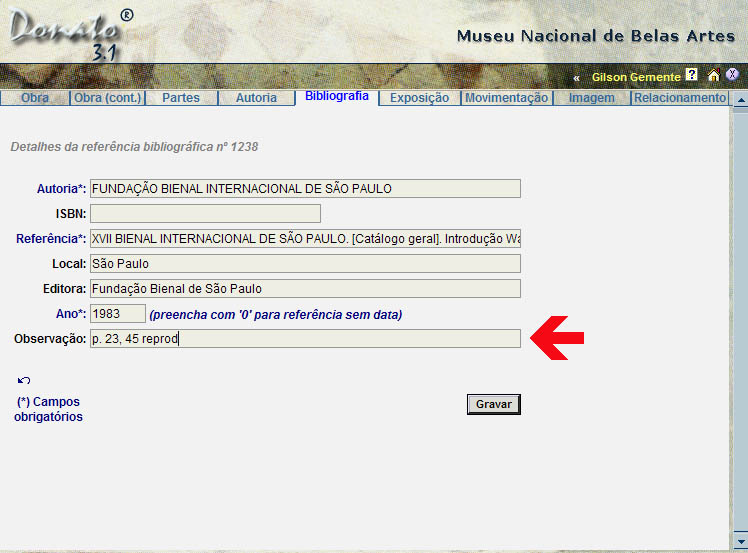 Donato ®
3.1
Museu Nacional de Belas Artes
« Gilson Gemente ? X
Obra Obra (cont.) Partes Autoria Bibliografia Exposição Movimentação Imagem Relacionamento
Detalhes da referência bibliográfica nº 1238
Autoria*: FUNDAÇÃO BIENAL INTERNACIONAL DE SÃO PAULO
ISBN:
Referência*: XVII BIENAL INTERNACIONAL DE SÃO PAULO. [Catálogo geral]. Introdução Wa
Local: São Paulo
Editora: Fundação Bienal de São Paulo
Ano*: 1983 (preencha com '0' para referência sem data)
Observação: p. 23, 45 reprod
(*) Campos
obrigatórios
Gravar